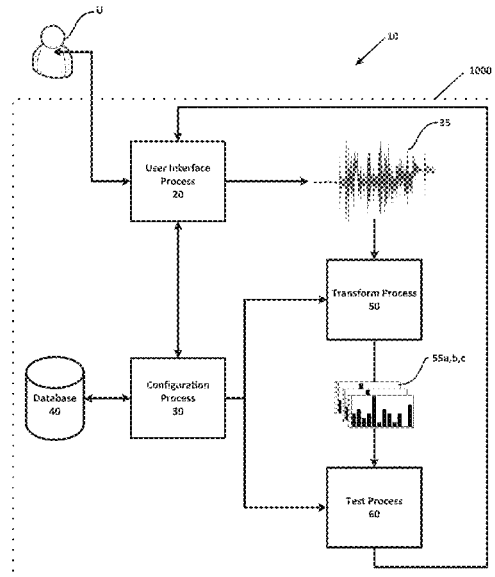 U
10
1000
35
User Interface
Process
20
Transform Process
50
55a,b,c
Database
40
Configuration
Process
30
Test Process
60